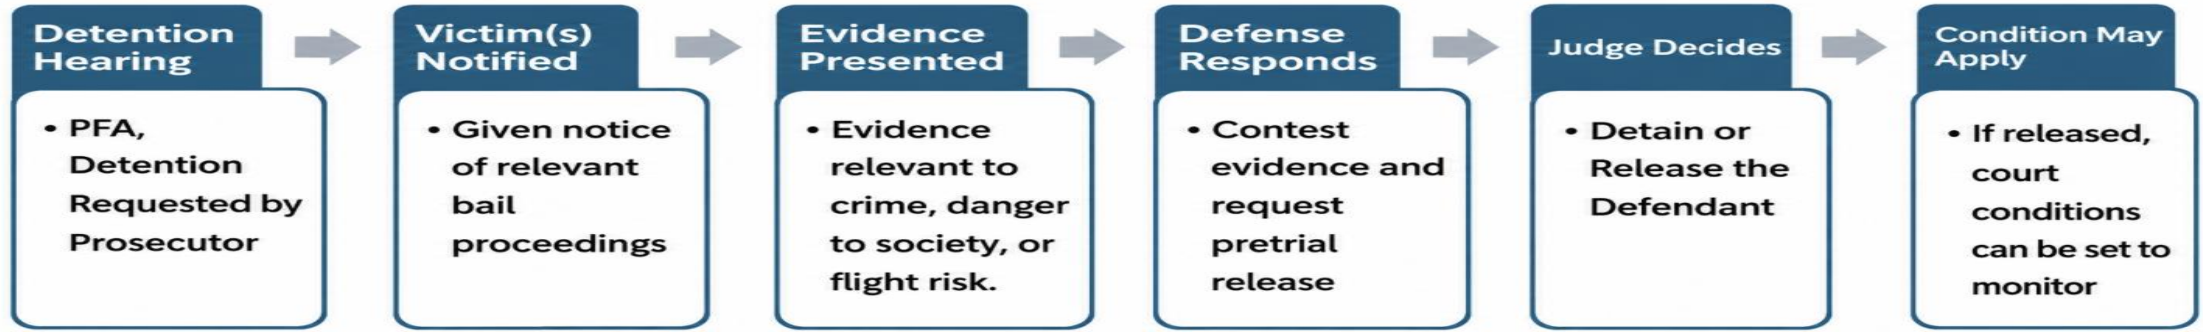 Detention
Hearing
• PFA,
Detention
Requested by
Prosecutor
Victim(s)
Notified
• Given notice
of relevant
bail
proceedings
Evidence
Presented
• Evidence
relevant to
crime, danger
to society, or
flight risk.
Defense
Responds
• Contest
evidence and
request
pretrial
release
Judge Decides
• Detain or
Release the
Defendant
Condition May
Apply
• If released,
court
conditions
can be set to
monitor